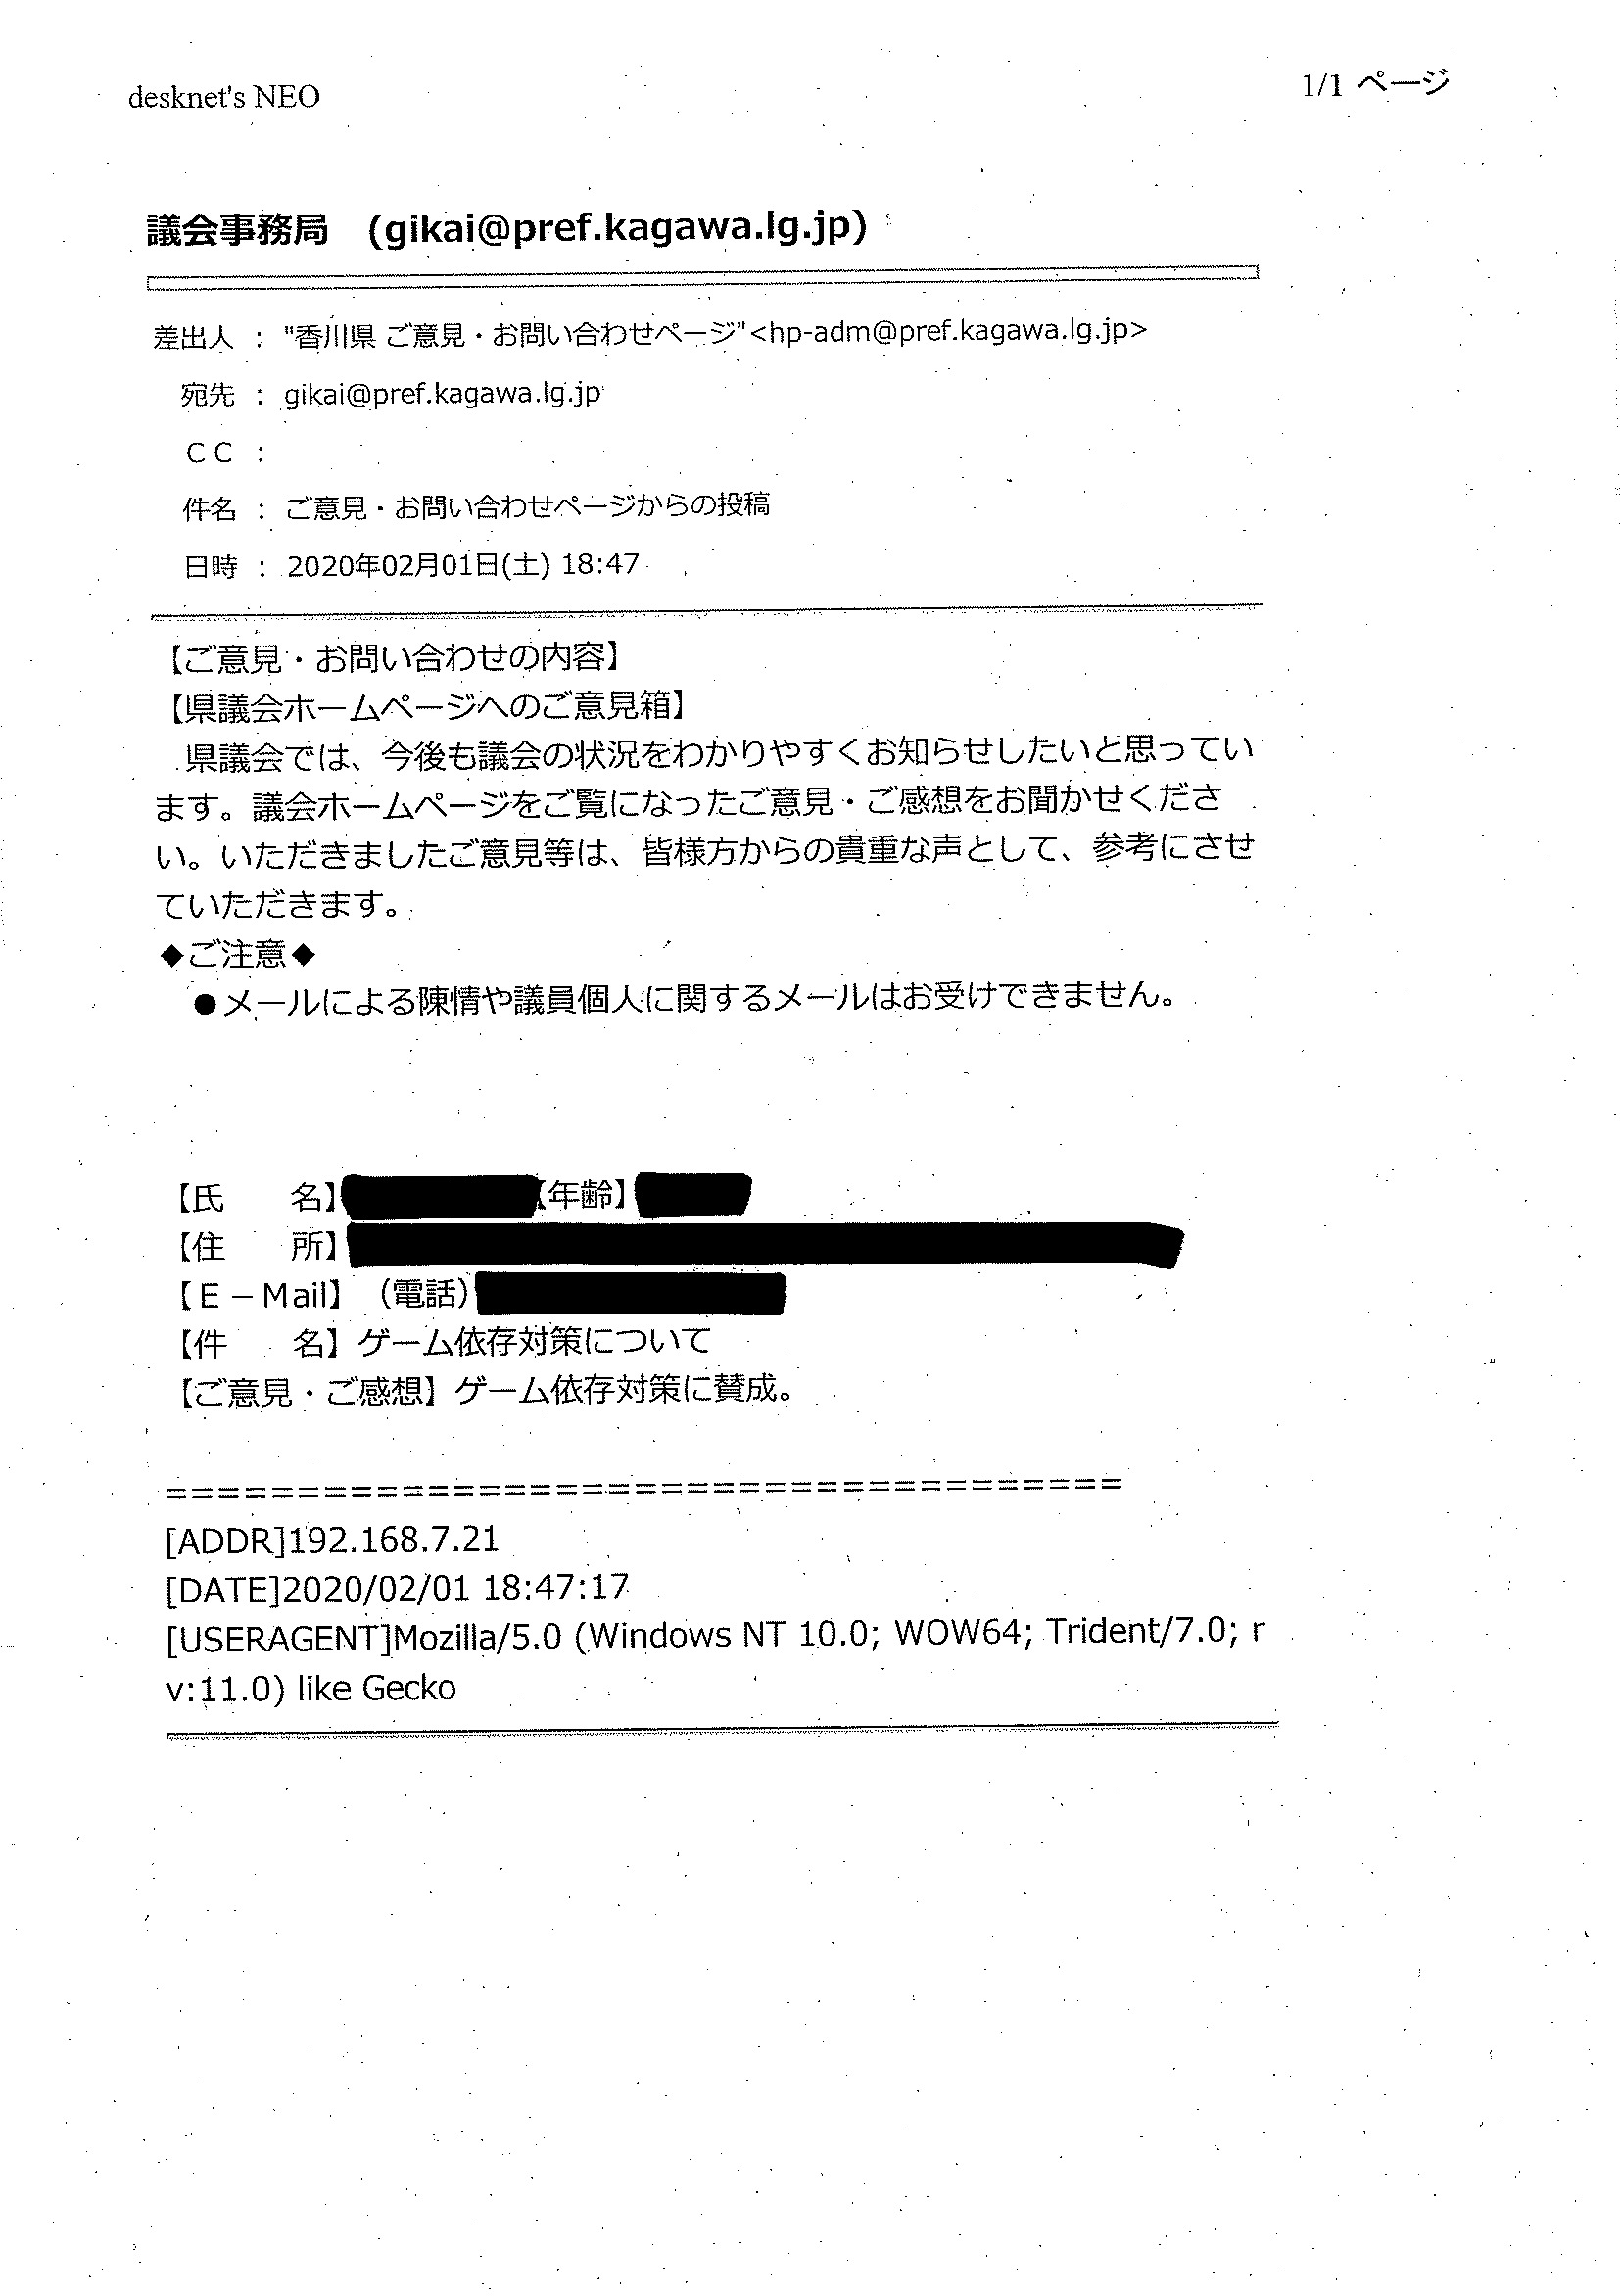 desknet's NEO
1/1 ページ
議会事務局 (gikai@pref.kagawa.lg.jp)
差出人 : "香川県 ご意見・お問い合わせページ"<hp-adm@pref.kagawa.lg.jp>
宛先 : gikai@pref.kagawa.lg.jp
ＣＣ :
件名 : ご意見・お問い合わせページからの投稿
日時 : 2020年02月01日(土) 18:47
【ご意見・お問い合わせの内容】
【県議会ホームページへのご意見箱】
県議会では、今後も議会の状況をわかりやすくお知らせしたいと思ってい
ます。議会ホームページをご覧になったご意見・ご感想をお聞かせくださ
い。いただきましたご意見等は、皆様方からの貴重な声として、参考にさせ
ていただきます。
◆ご注意◆
●メールによる陳情や議員個人に関するメールはお受けできません。
【氏　　名】【年齢】
【住　　所】
【Ｅ－Mail】（電話）
【件　　名】ゲーム依存対策について
【ご意見・ご感想】ゲーム依存対策に賛成。
=====================================
[ADDR]192.168.7.21
[DATE]2020/02/01 18:47:17
[USERAGENT]Mozilla/5.0 (Windows NT 10.0; WOW64; Trident/7.0; r
v:11.0) like Gecko